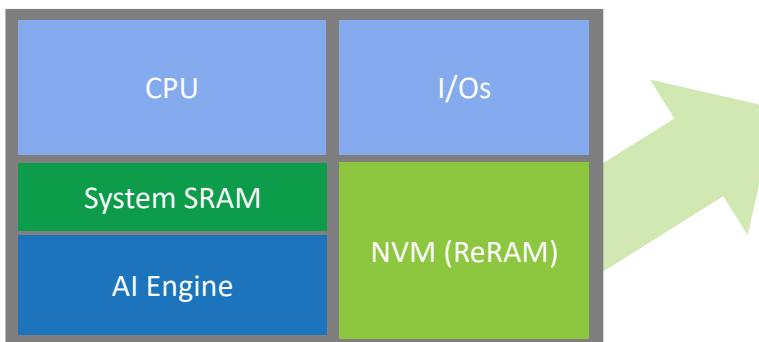 CPU
I/Os
System SRAM
NVM (ReRAM)
AI Engine